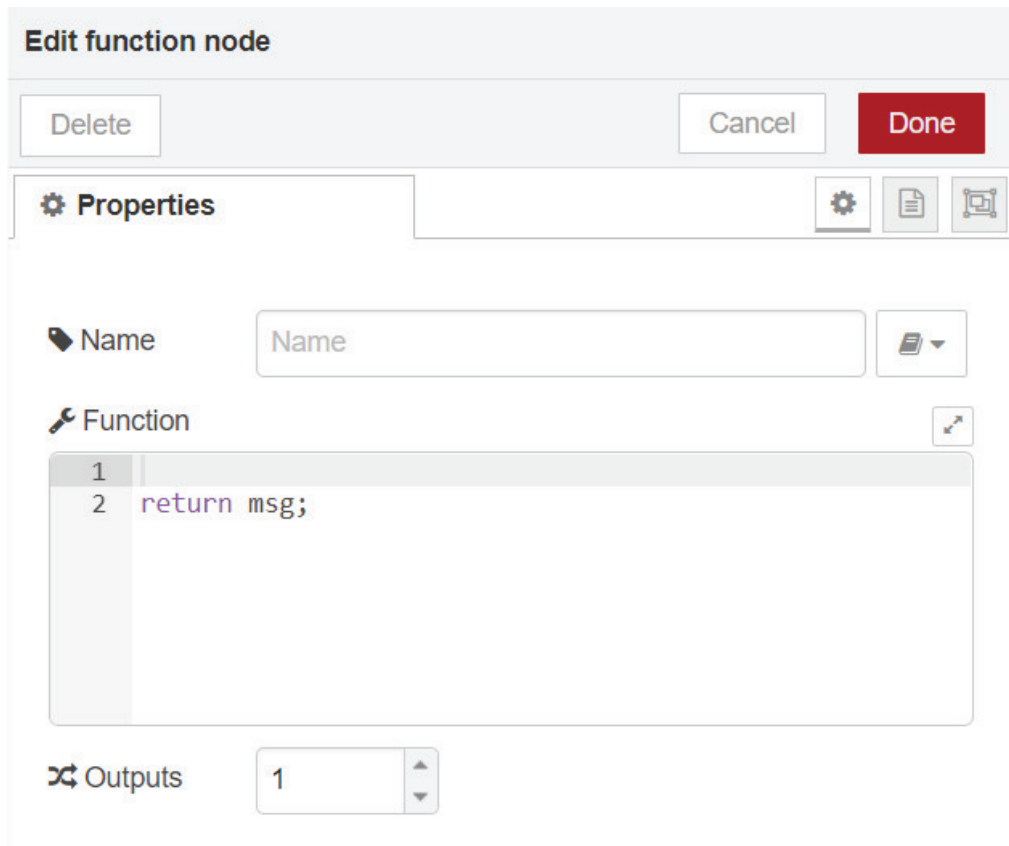 Edit function node
Delete Cancel Done
Properties
Name Name
Function
1
2 return msg;
Outputs 1